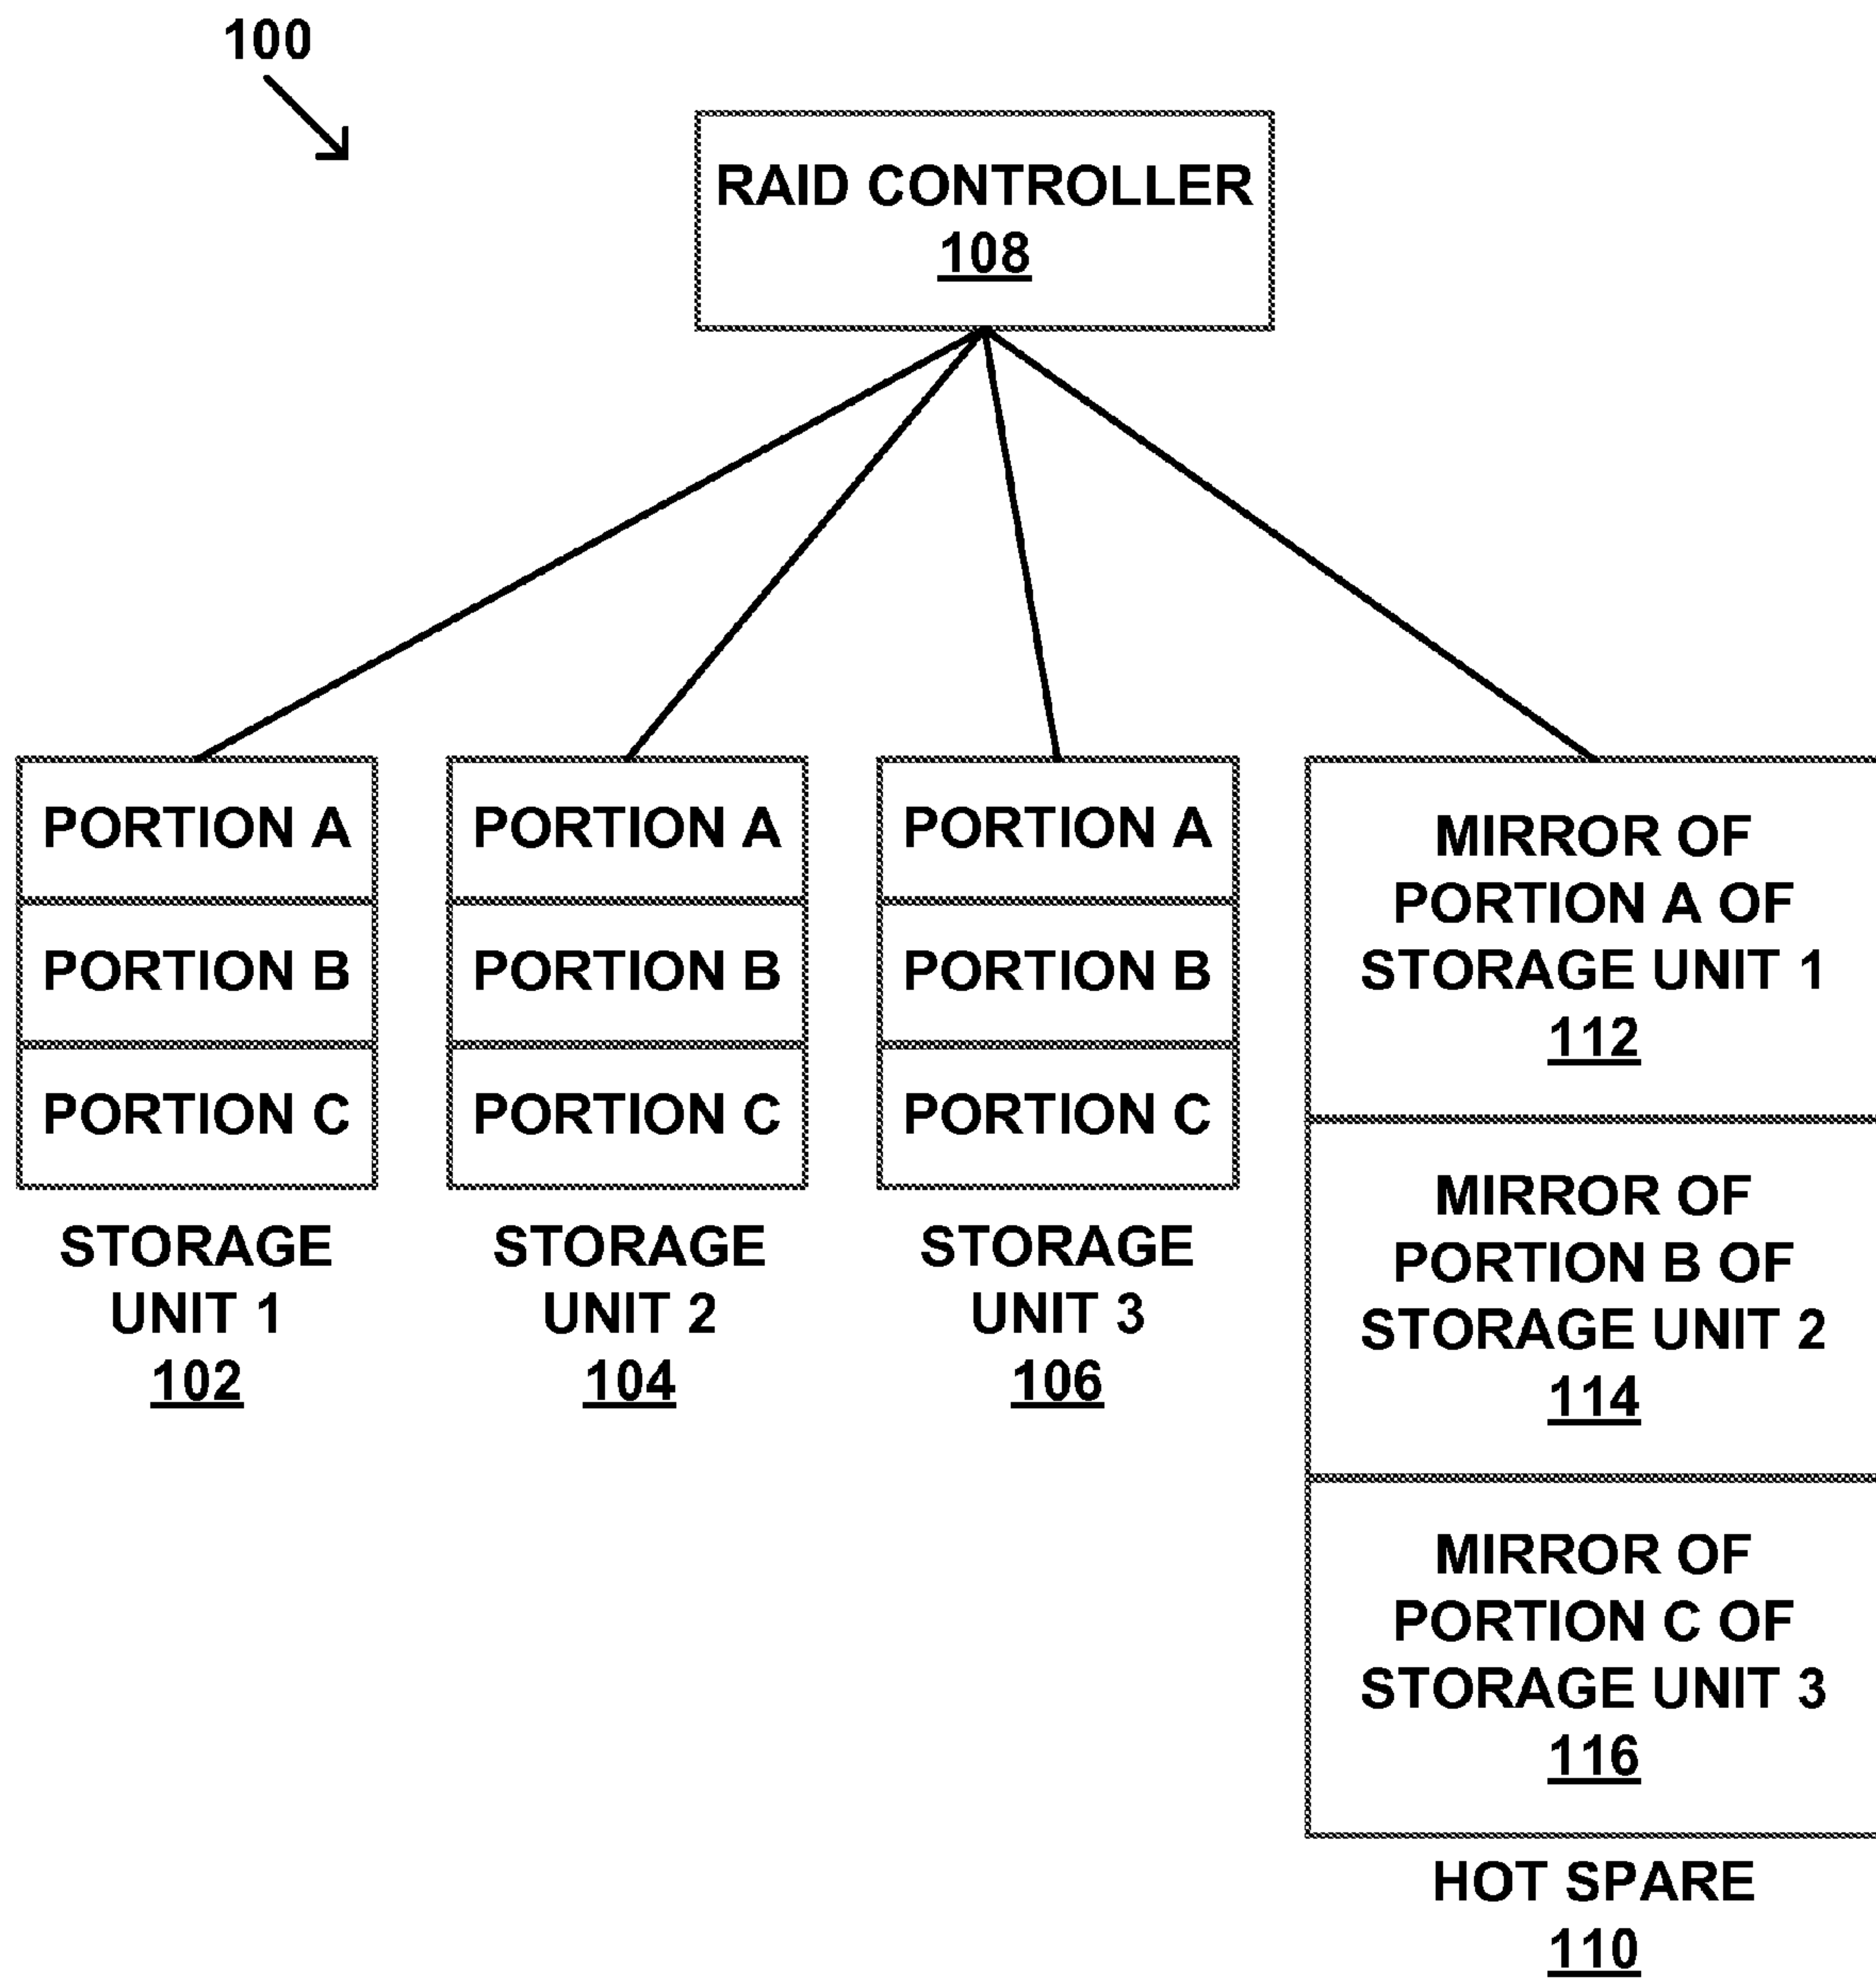 100
RAID CONTROLLER
108
PORTION A
PORTION B
PORTION C
STORAGE
UNIT 1
102
PORTION A
PORTION B
PORTION C
STORAGE
UNIT 2
104
PORTION A
PORTION B
PORTION C
STORAGE
UNIT 3
106
MIRROR OF
PORTION A OF
STORAGE UNIT 1
112
MIRROR OF
PORTION B OF
STORAGE UNIT 2
114
MIRROR OF
PORTION C OF
STORAGE UNIT 3
116
HOT SPARE
110